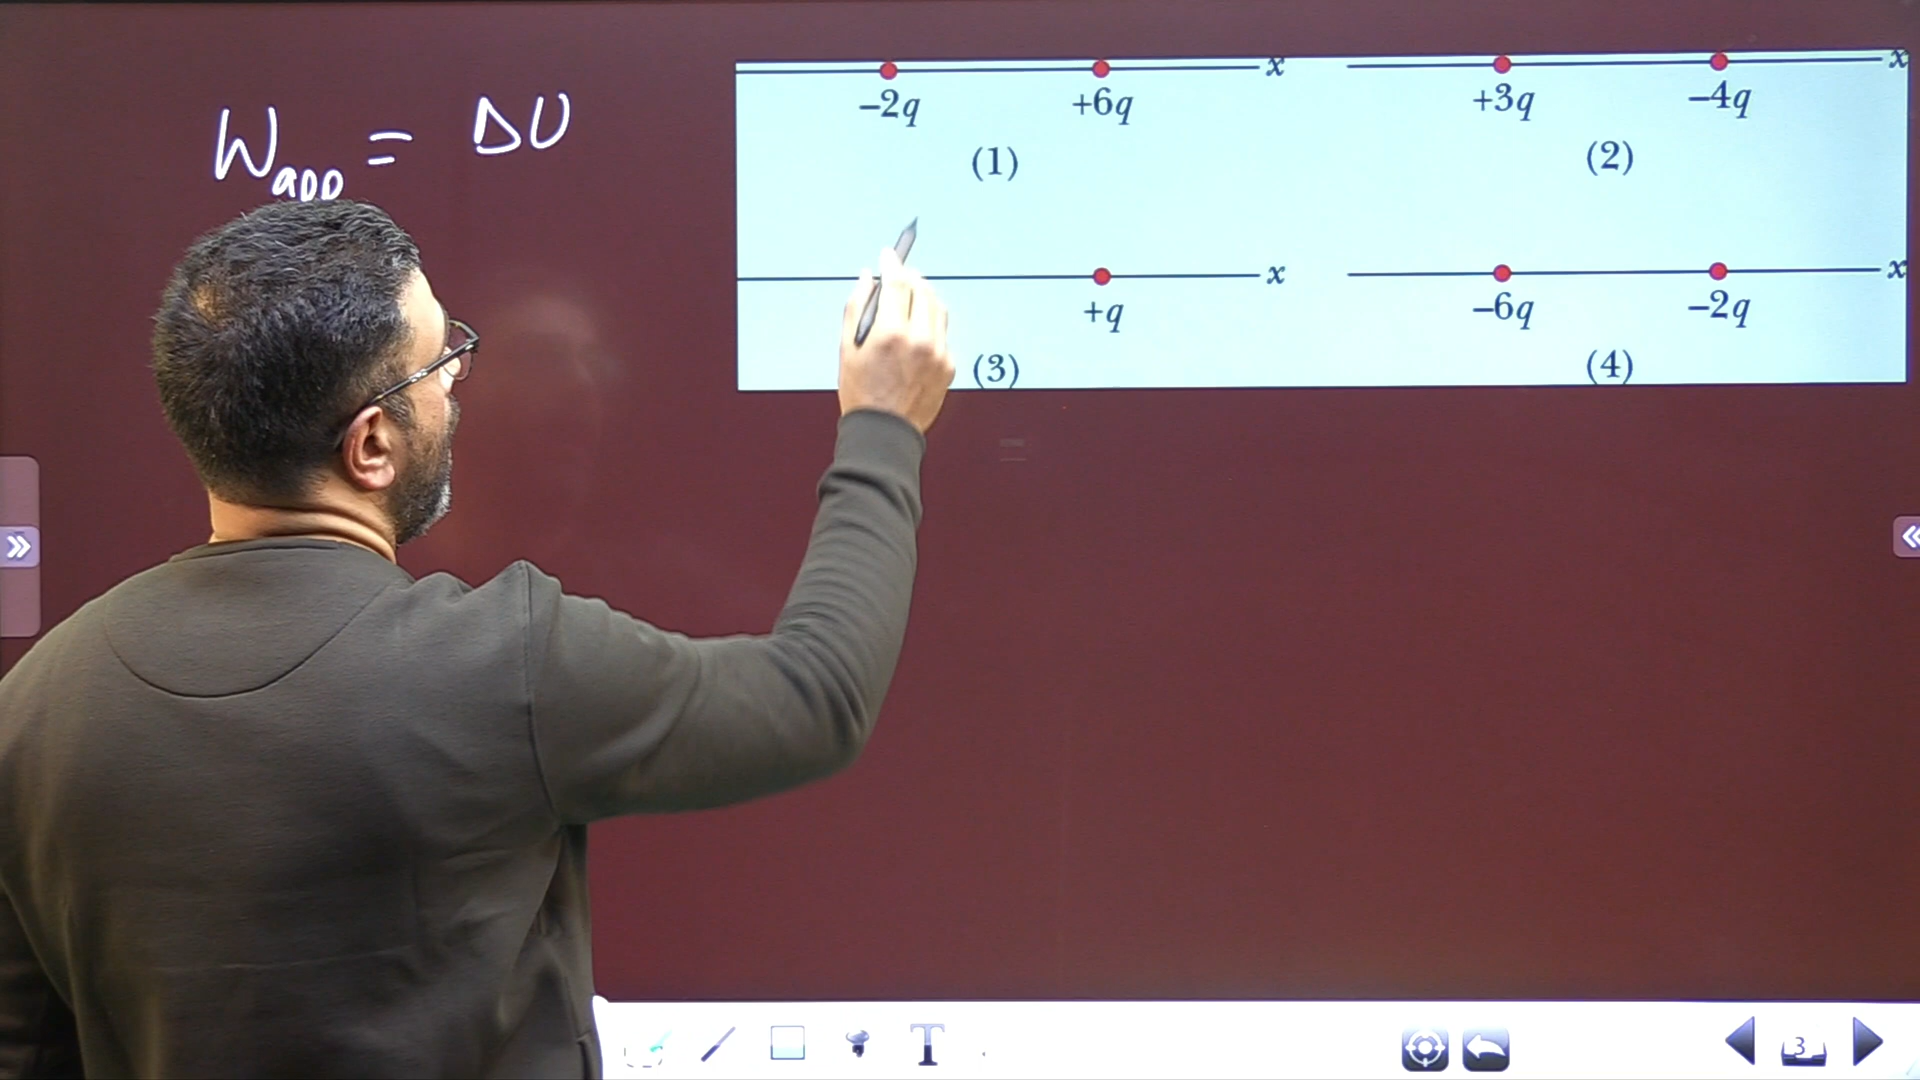 W_app = ΔU
x x
−2q +6q +3q −4q
(1) (2)
x x
+q −6q −2q
(3) (4)
=
T
3